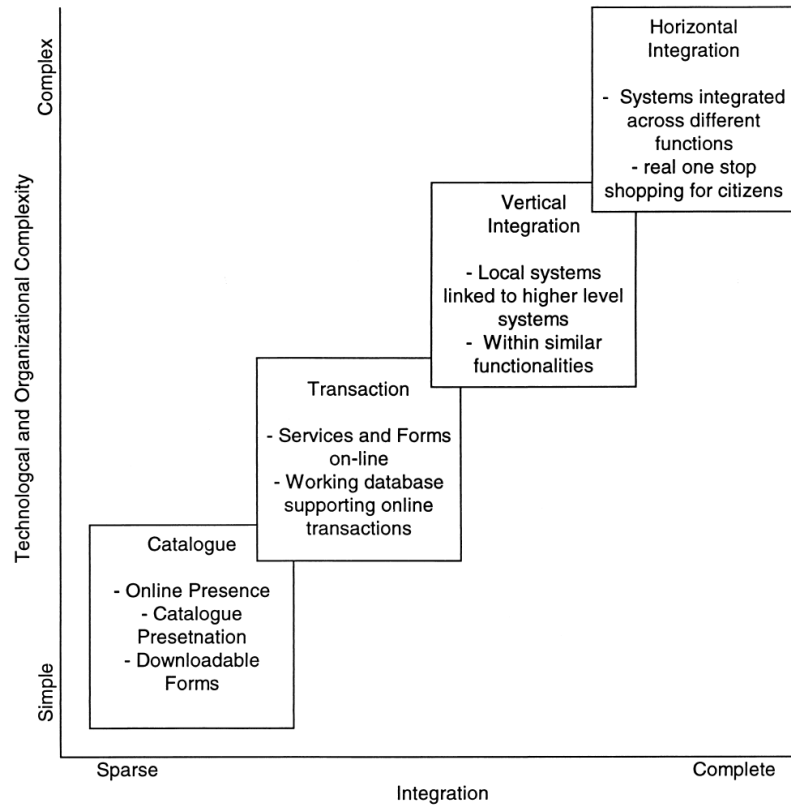 Technologcal and Organizational Complexity
Complex
Simple
Horizontal
Integration
- Systems integrated
across different
functions
- real one stop
shopping for citizens
Vertical
Integration
- Local systems
linked to higher level
systems
- Within similar
functionalities
Transaction
- Services and Forms
on-line
- Working database
supporting online
transactions
Catalogue
- Online Presence
- Catalogue
Presetnation
- Downloadable
Forms
Sparse
Complete
Integration